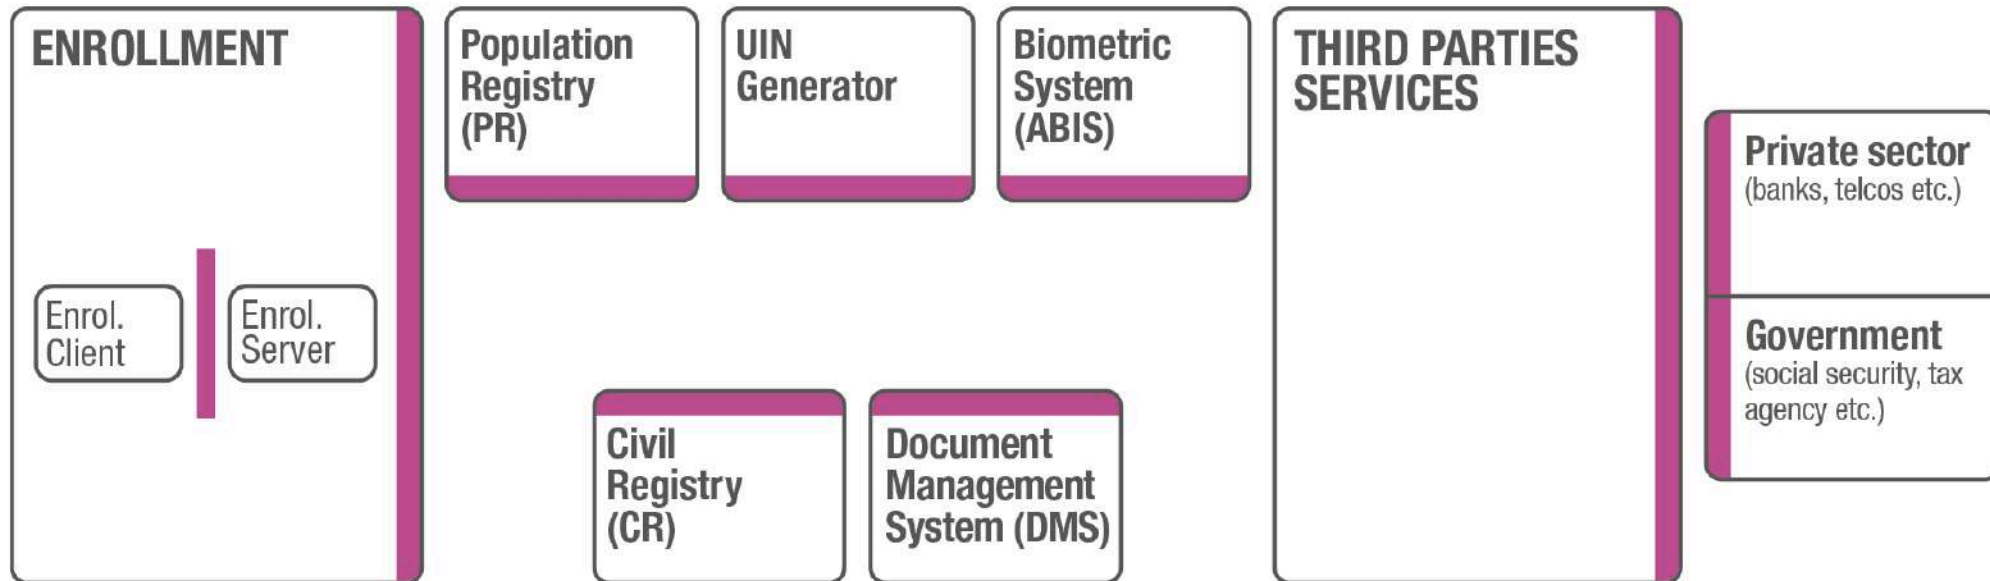 ENROLLMENT
Enrol.
Client
Enrol.
Server
Population
Registry
(PR)
UIN
Generator
Biometric
System
(ABIS)
Civil
Registry
(CR)
Document
Management
System (DMS)
THIRD PARTIES
SERVICES
Private sector
(banks, telcos etc.)
Government
(social security, tax
agency etc.)